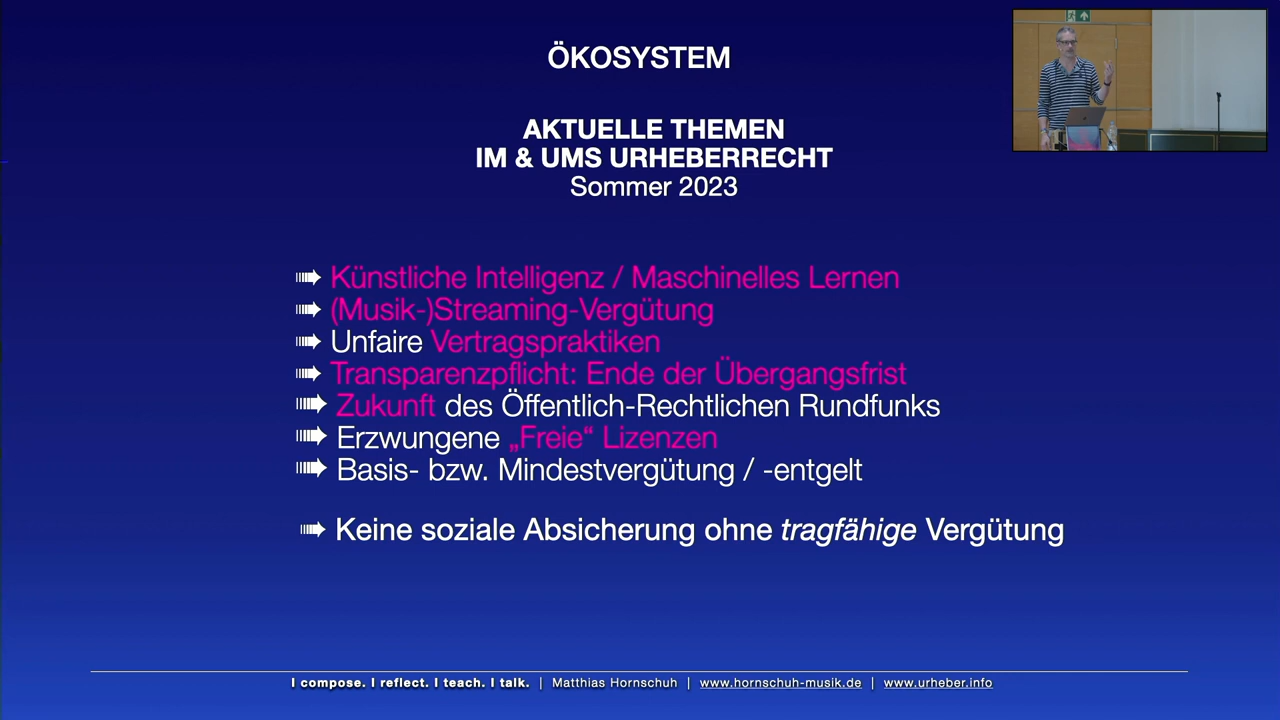 ÖKOSYSTEM
AKTUELLE THEMEN
IM & UMS URHEBERRECHT
Sommer 2023
➠ Künstliche Intelligenz / Maschinelles Lernen
➠ (Musik-)Streaming-Vergütung
➠ Unfaire Vertragspraktiken
➠ Transparenzpflicht: Ende der Übergangsfrist
➠ Zukunft des Öffentlich-Rechtlichen Rundfunks
➠ Erzwungene „Freie“ Lizenzen
➠ Basis- bzw. Mindestvergütung / -entgelt
➠ Keine soziale Absicherung ohne tragfähige Vergütung
I compose. I reflect. I teach. I talk. | Matthias Hornschuh | www.hornschuh-musik.de | www.urheber.info